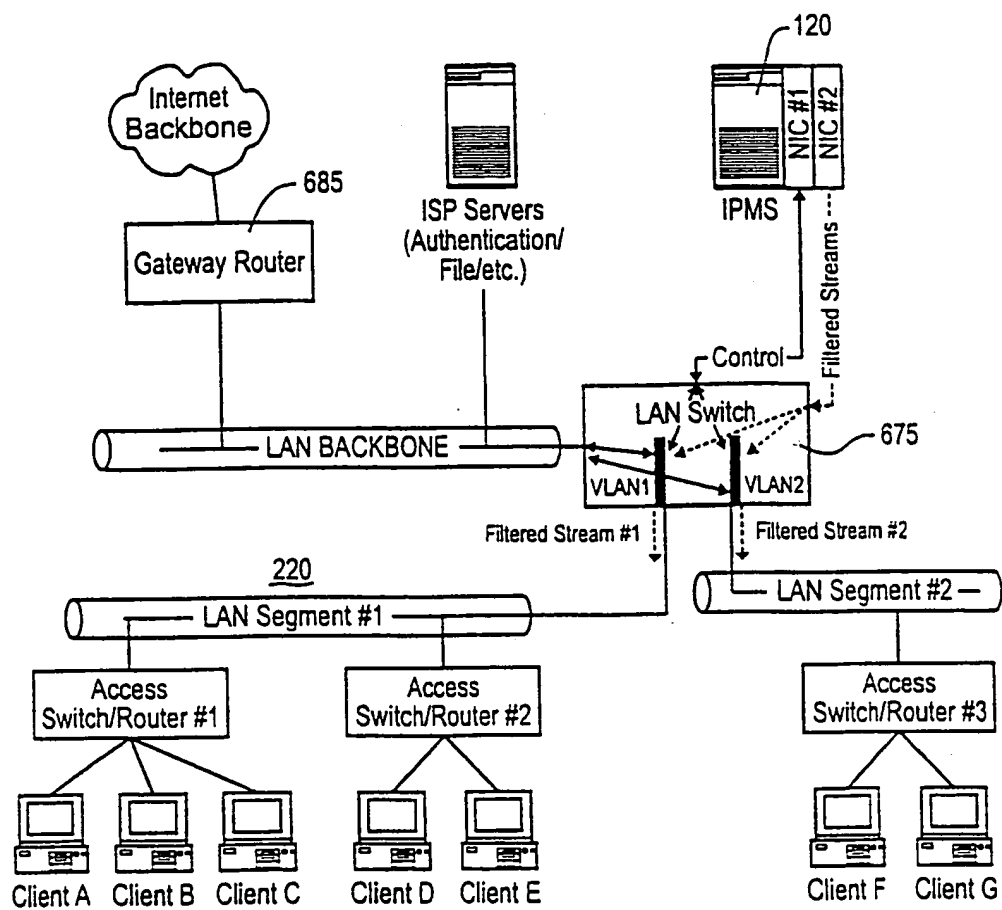 120
Internet
Backbone
NIC #1
NIC #2
685
ISP Servers
(Authentication/
File/etc.)
IPMS
Gateway Router
Filtered Streams
Control
LAN Switch
LAN BACKBONE
675
VLAN1
VLAN2
Filtered Stream #1
Filtered Stream #2
220
LAN Segment #2
LAN Segment #1
Access
Switch/Router #1
Access
Switch/Router #2
Access
Switch/Router #3
Client A
Client B
Client C
Client D
Client E
Client F
Client G